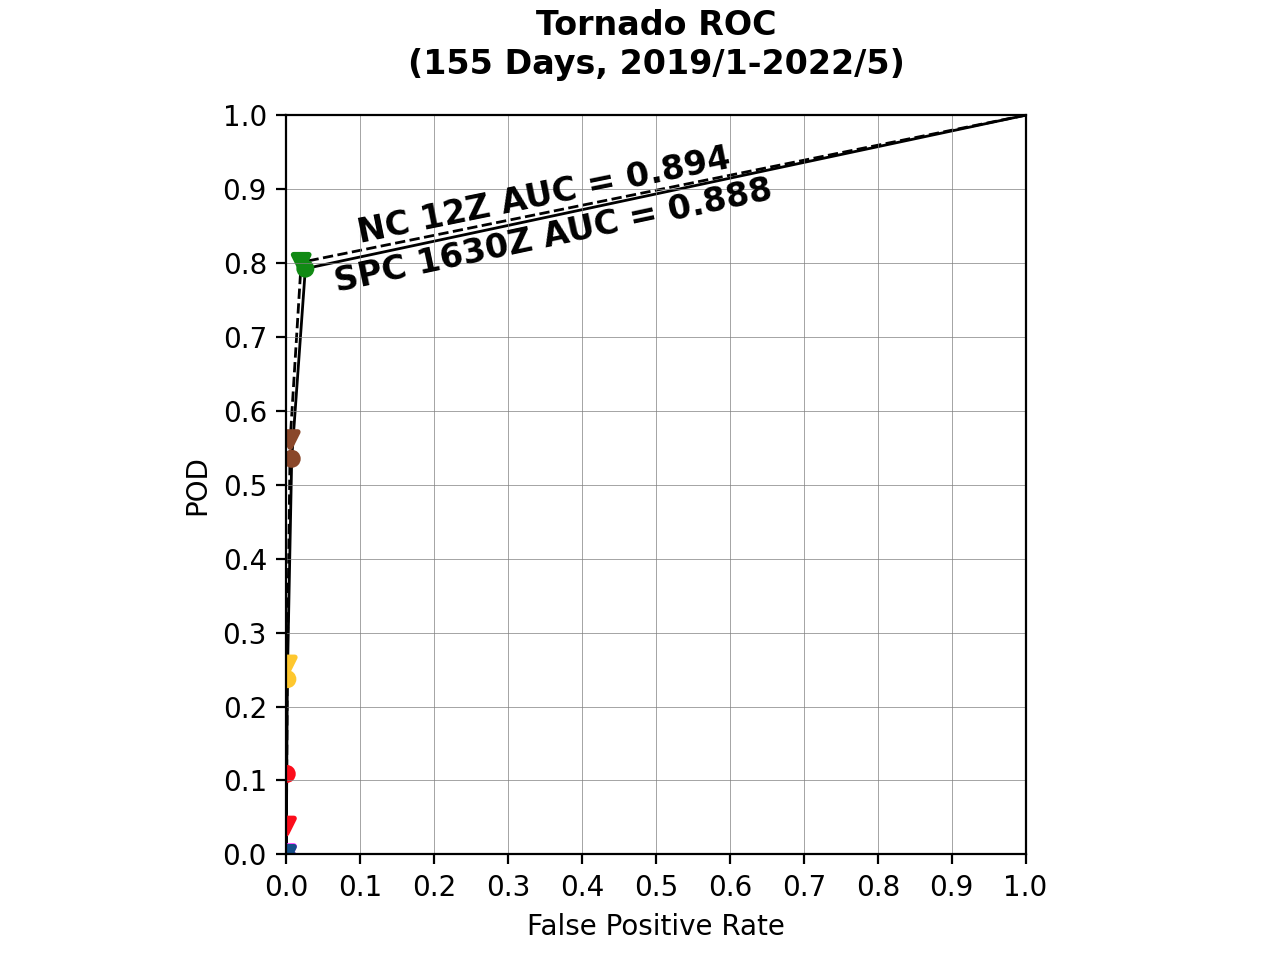 Tornado ROC
(155 Days, 2019/1-2022/5)
1.0
0.9
0.8
0.7
0.6
0.5
0.4
0.3
0.2
0.1
0.0
POD
NC 12Z AUC = 0.894
SPC 1630Z AUC = 0.888
0.0 0.1 0.2 0.3 0.4 0.5 0.6 0.7 0.8 0.9 1.0
False Positive Rate